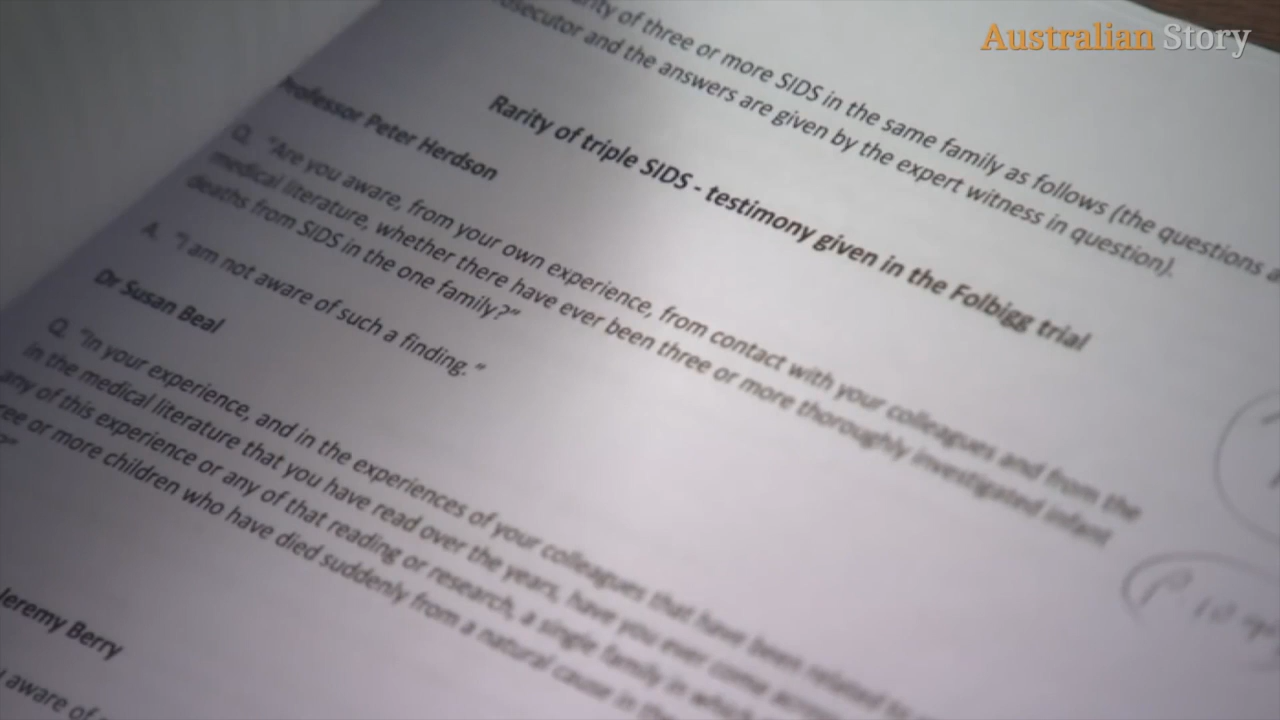 Australian Story
rity of three or more SIDS in the same family as follows (the questions a
secutor and the answers are given by the expert witness in question).
Rarity of triple SIDS - testimony given in the Folbigg trial
Professor Peter Herdson
Q. "Are you aware, from your own experience, from contact with your colleagues and from the
medical literature, whether there have ever been three or more thoroughly investigated infant
deaths from SIDS in the one family?"
A. "I am not aware of such a finding."
Dr Susan Beal
Q. "In your experience, and in the experiences of your colleagues that have been related to
in the medical literature that you have read over the years, have you ever come across
any of this experience or any of that reading or research, a single family in which
ree or more children who have died suddenly from a natural cause in the
?"
Jeremy Berry
aware of